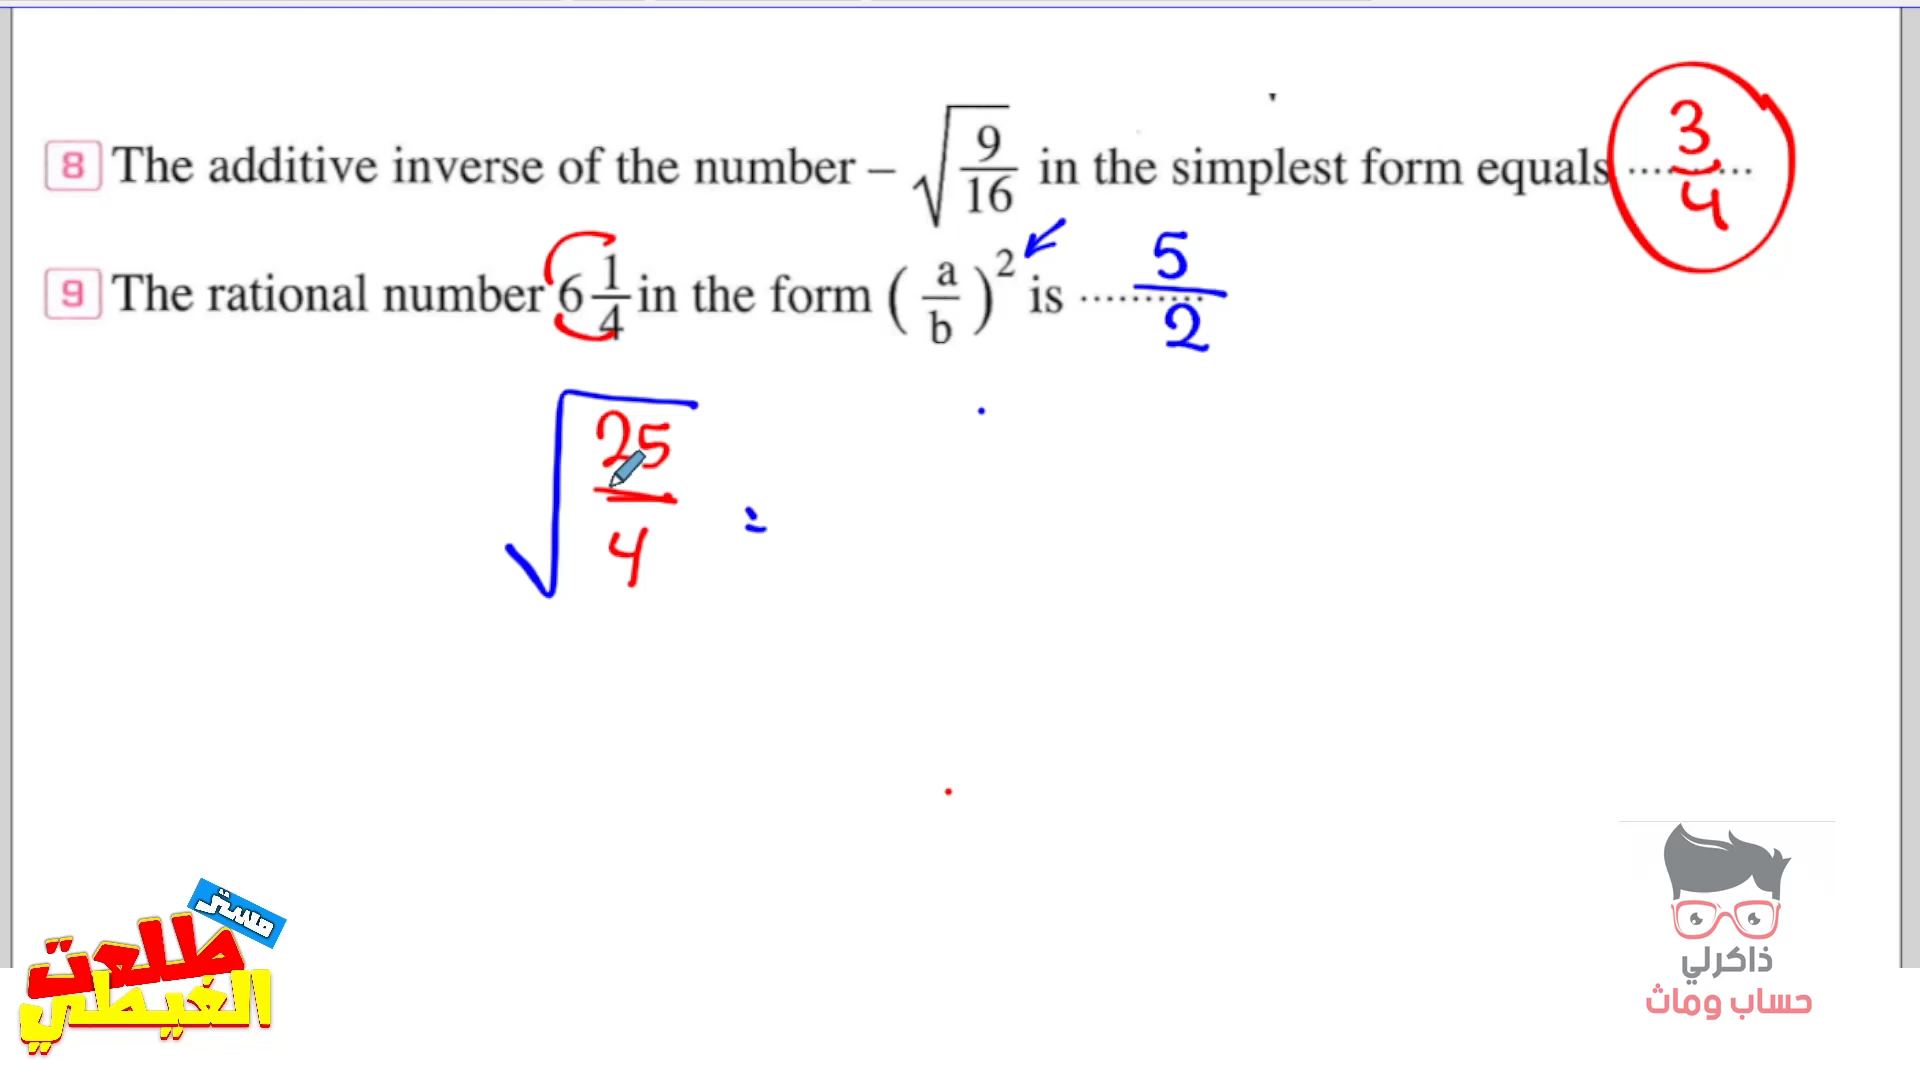 8 The additive inverse of the number – √9/16 in the simplest form equals ........... 3/4
9 The rational number 6 1/4 in the form (a/b)² is .......... 5/2
√25/4 =
مستر
طلعت
الغيطي
ذاكرلي
حساب وماث